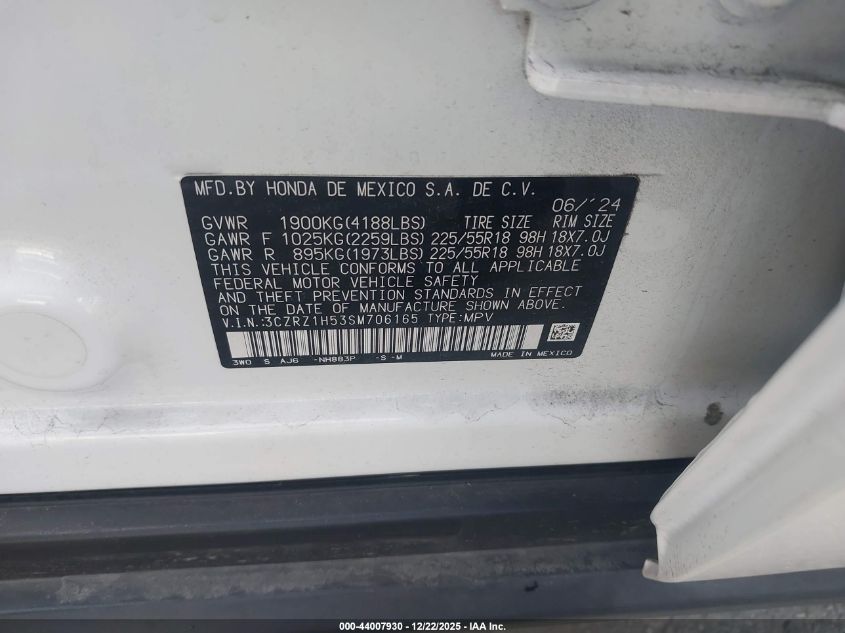 MFD.BY HONDA DE MEXICO S.A. DE C.V.
06/'24
GVWR 1900KG(4188LBS) TIRE SIZE RIM SIZE
GAWR F 1025KG(2259LBS) 225/55R18 98H 18X7.0J
GAWR R 895KG(1973LBS) 225/55R18 98H 18X7.0J
THIS VEHICLE CONFORMS TO ALL APPLICABLE
FEDERAL MOTOR VEHICLE SAFETY
AND THEFT PREVENTION STANDARDS IN EFFECT
ON THE DATE OF MANUFACTURE SHOWN ABOVE.
V.I.N.:3CZRZ1H53SM706165 TYPE:MPV
3W0 S AJ6 -NH883P -S-M MADE IN MEXICO
000-44007930 - 12/22/2025 - IAA Inc.